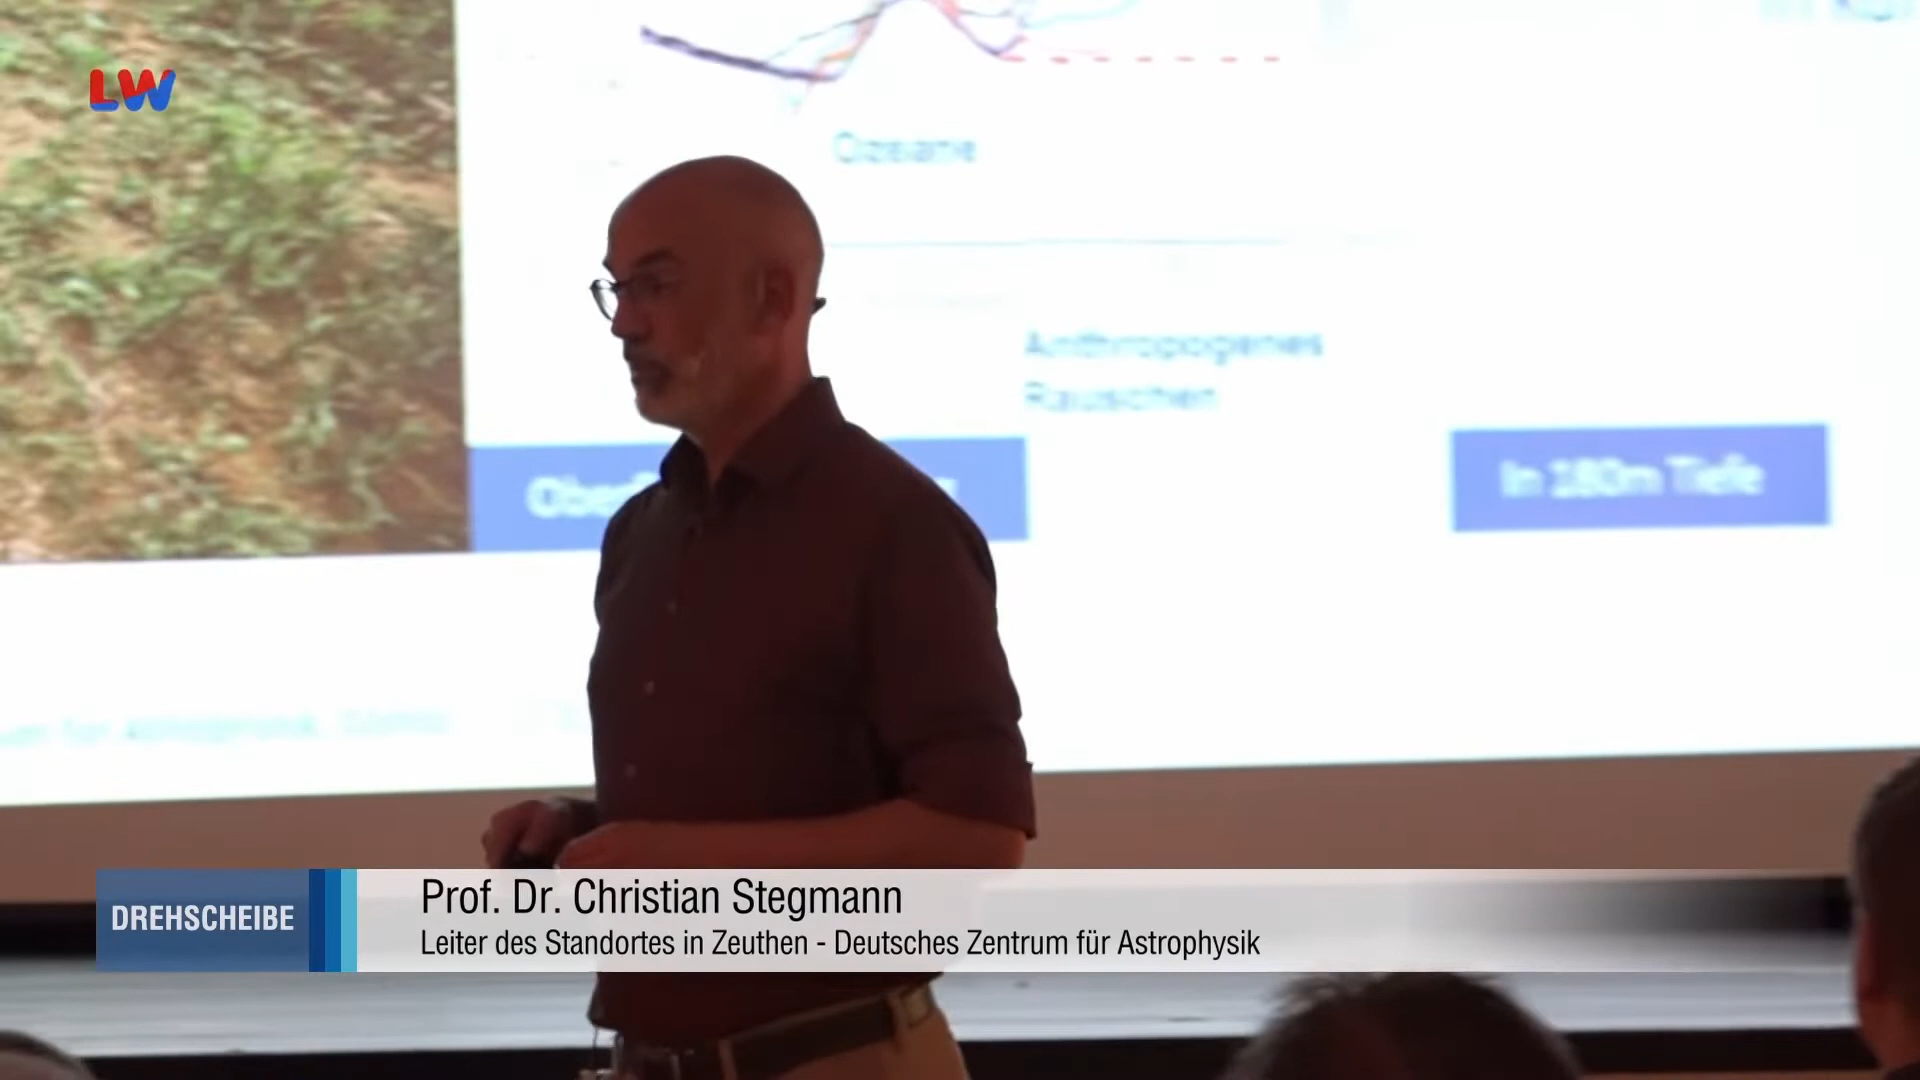 LW
Ozeane
Anthropogenes
Rauschen
In 180m Tiefe
DREHSCHEIBE
Prof. Dr. Christian Stegmann
Leiter des Standortes in Zeuthen - Deutsches Zentrum für Astrophysik